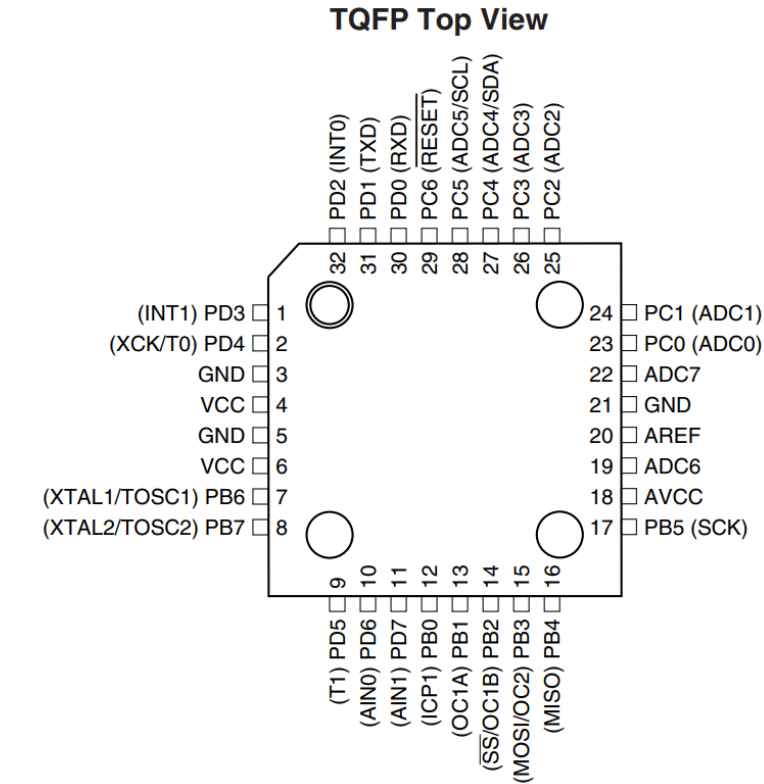 TQFP Top View
PD2 (INT0)
PD1 (TXD)
PD0 (RXD)
PC6 (RESET)
PC5 (ADC5/SCL)
PC4 (ADC4/SDA)
PC3 (ADC3)
PC2 (ADC2)
32 31 30 29 28 27 26 25
(INT1) PD3 1
(XCK/T0) PD4 2
GND 3
VCC 4
GND 5
VCC 6
(XTAL1/TOSC1) PB6 7
(XTAL2/TOSC2) PB7 8
24 PC1 (ADC1)
23 PC0 (ADC0)
22 ADC7
21 GND
20 AREF
19 ADC6
18 AVCC
17 PB5 (SCK)
9 10 11 12 13 14 15 16
(T1) PD5
(AIN0) PD6
(AIN1) PD7
(ICP1) PB0
(OC1A) PB1
(SS/OC1B) PB2
(MOSI/OC2) PB3
(MISO) PB4